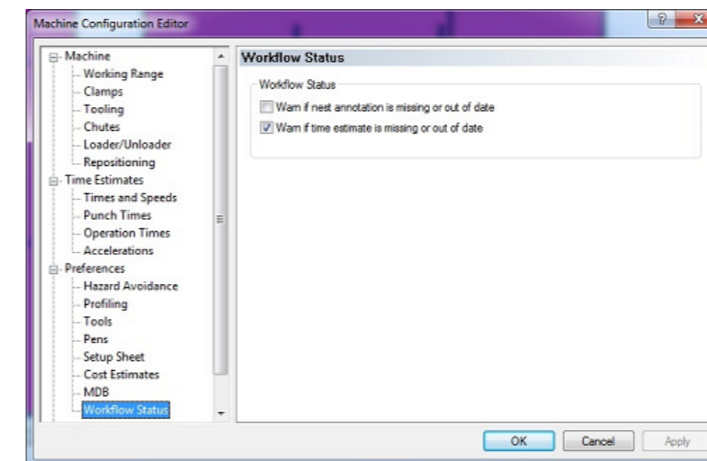 Machine Configuration Editor
?
X
Machine
Working Range
Clamps
Tooling
Chutes
Loader/Unloader
Repositioning
Time Estimates
Times and Speeds
Punch Times
Operation Times
Accelerations
Preferences
Hazard Avoidance
Profiling
Tools
Pens
Setup Sheet
Cost Estimates
MDB
Workflow Status
Workflow Status
Workflow Status
Warn if nest annotation is missing or out of date
Warn if time estimate is missing or out of date
OK Cancel Apply